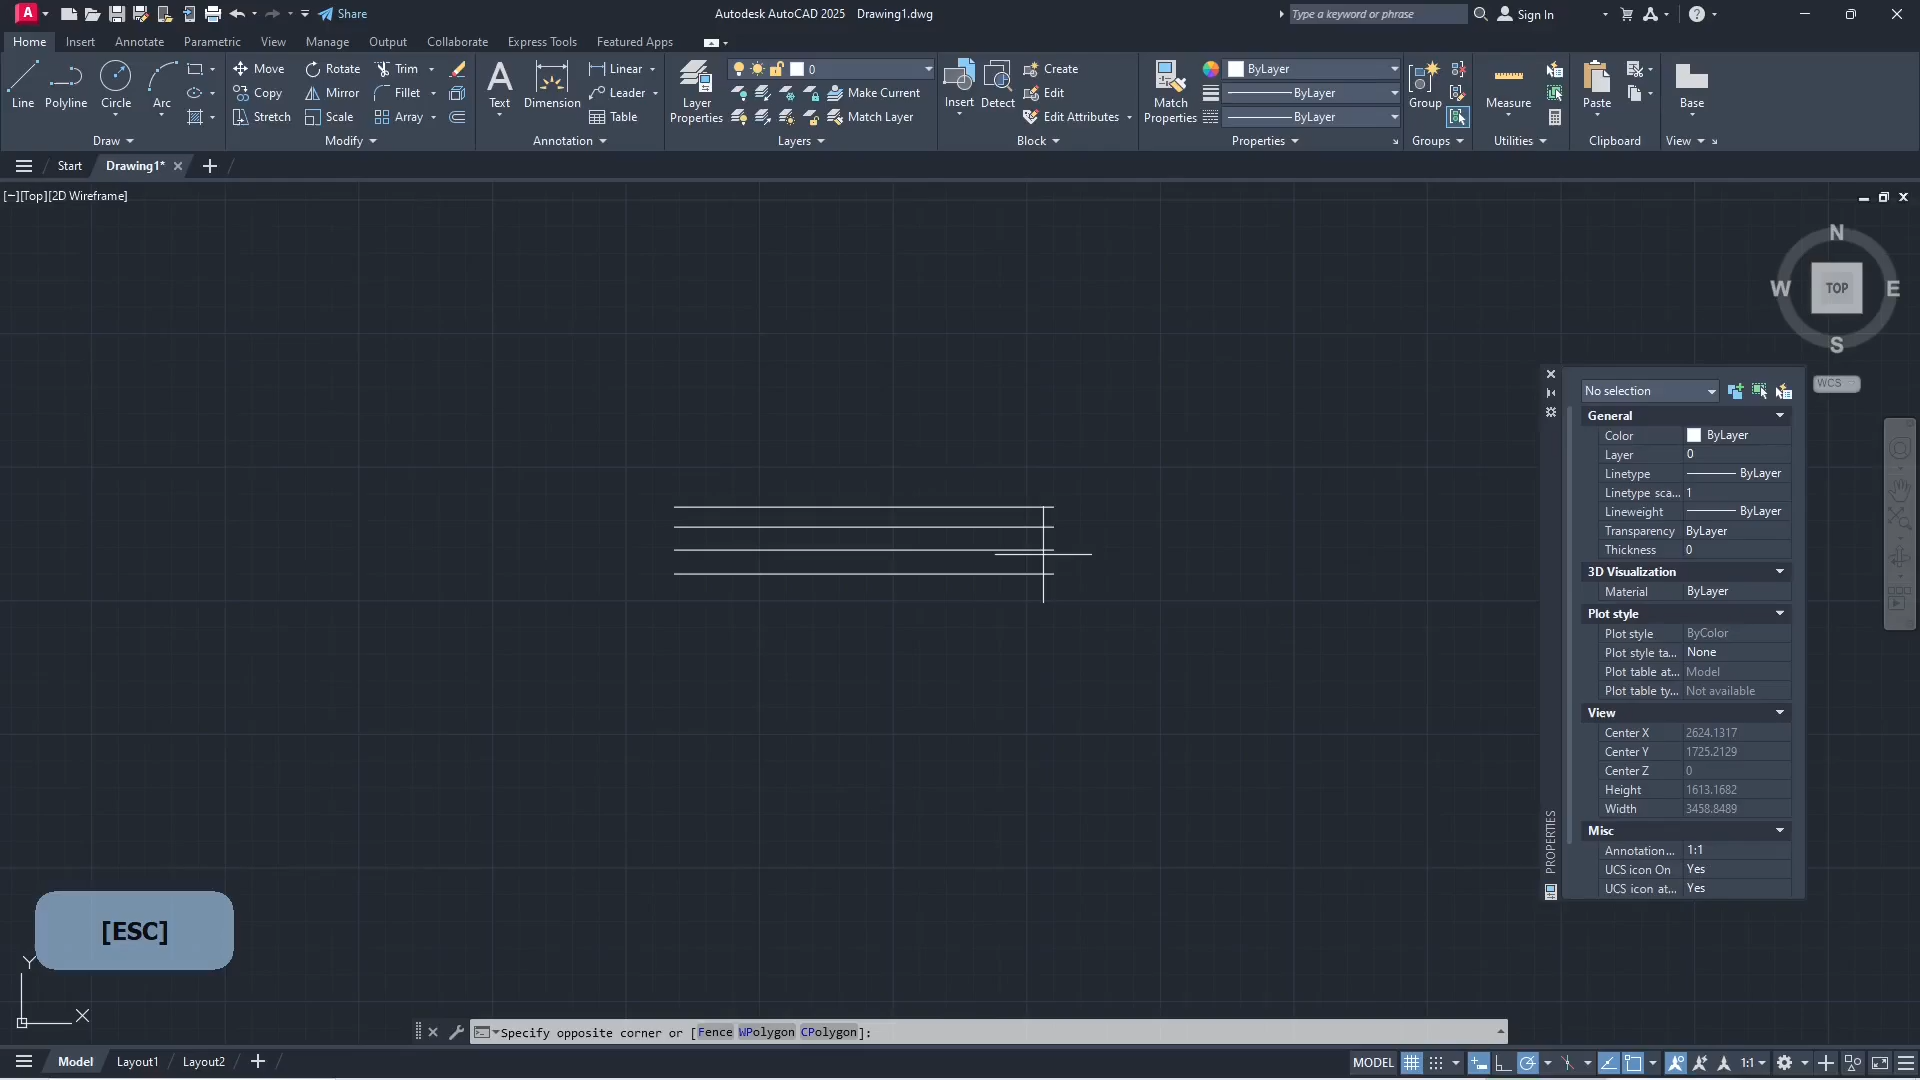 A
Share
Autodesk AutoCAD 2025 Drawing1.dwg
Type a keyword or phrase
Sign In
Home Insert Annotate Parametric View Manage Output Collaborate Express Tools Featured Apps
Line Polyline Circle Arc
Move Rotate Trim
Copy Mirror Fillet
Stretch Scale Array
Text Dimension
Linear
Leader
Table
Layer Properties
0
Make Current
Match Layer
Insert Detect
Create
Edit
Edit Attributes
Match Properties
ByLayer
ByLayer
ByLayer
Group
Measure
Paste
Base
Draw Modify Annotation Layers Block Properties Groups Utilities Clipboard View
Start Drawing1*
[−][Top][2D Wireframe]
N
W TOP E
S
WCS
No selection
General
Color ByLayer
Layer 0
Linetype ByLayer
Linetype sca... 1
Lineweight ByLayer
Transparency ByLayer
Thickness 0
3D Visualization
Material ByLayer
Plot style
Plot style ByColor
Plot style ta... None
Plot table at... Model
Plot table ty... Not available
View
Center X 2624.1317
Center Y 1725.2129
Center Z 0
Height 1613.1682
Width 3458.8489
Misc
Annotation... 1:1
UCS icon On Yes
UCS icon at... Yes
PROPERTIES
[ESC]
Y
X
Specify opposite corner or [Fence WPolygon CPolygon]:
Model Layout1 Layout2
MODEL
1:1